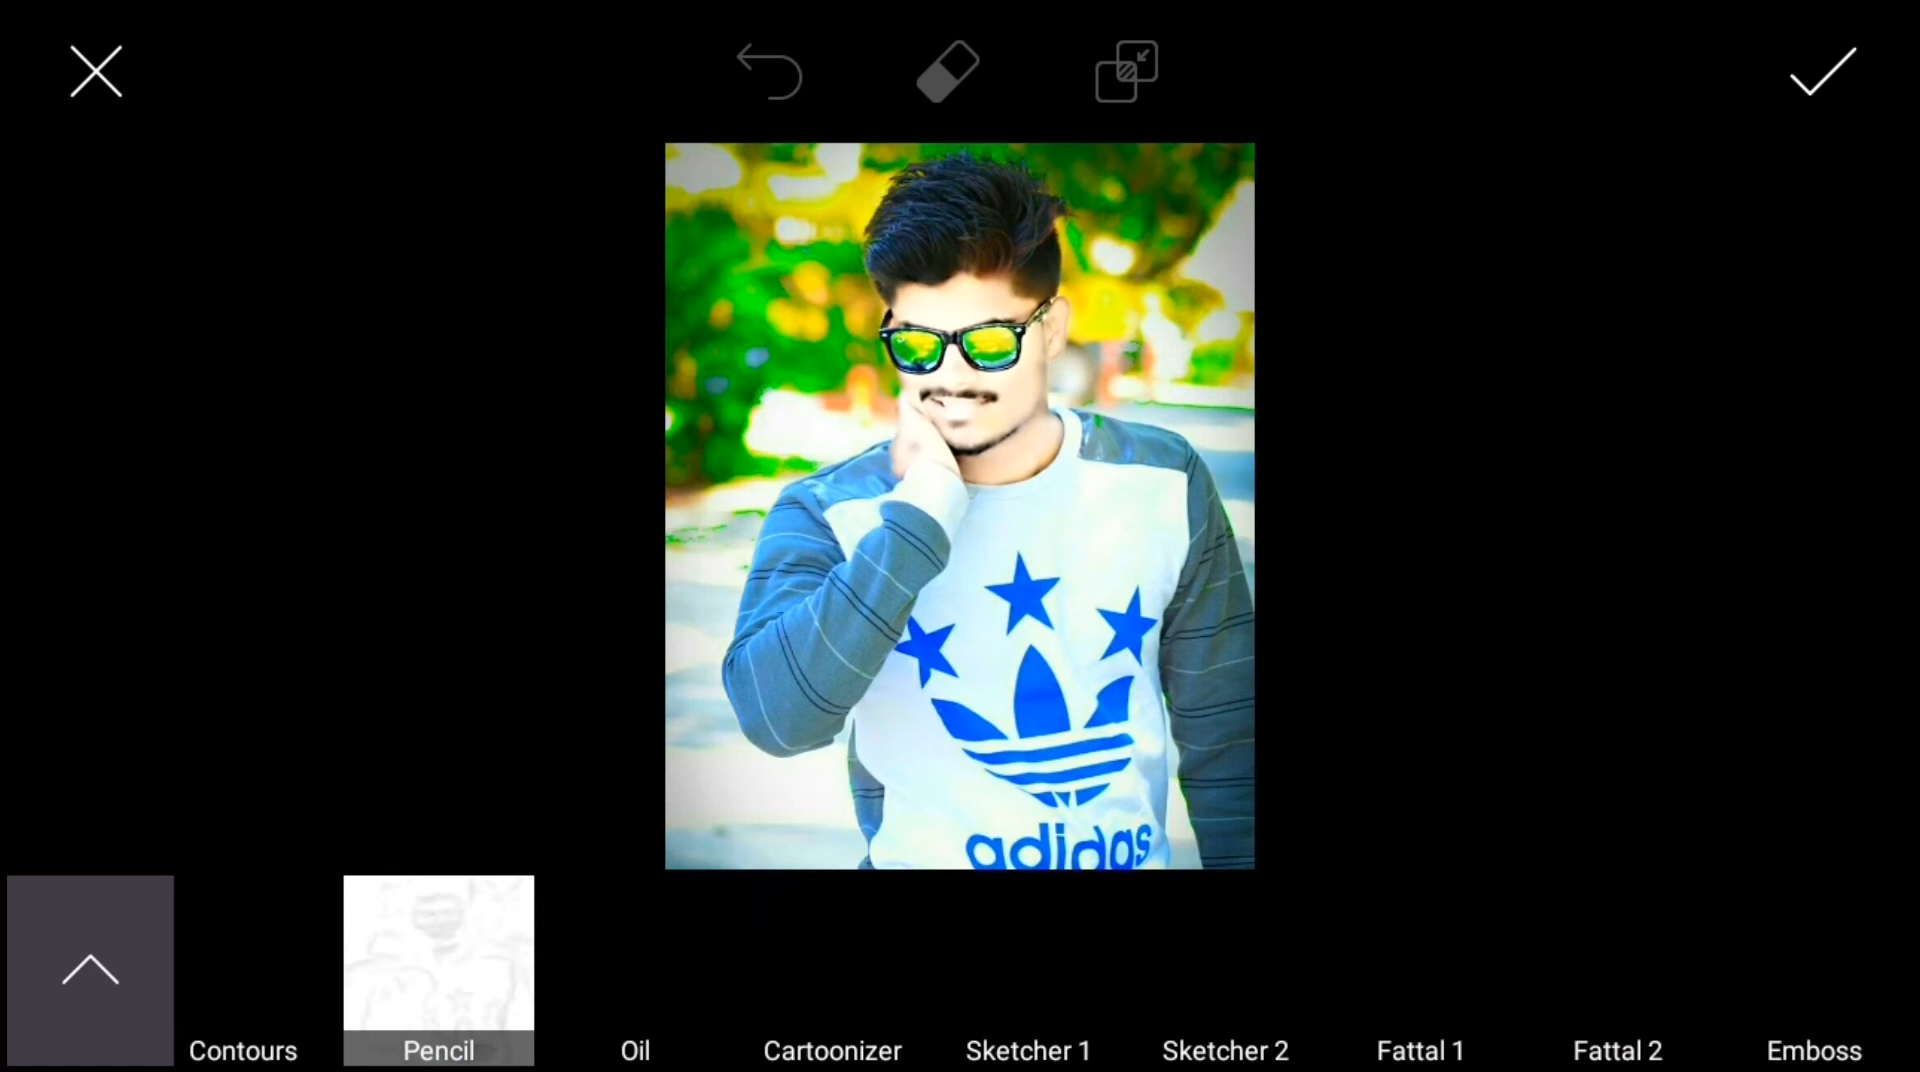 adidas
Contours
Pencil
Oil
Cartoonizer
Sketcher 1
Sketcher 2
Fattal 1
Fattal 2
Emboss